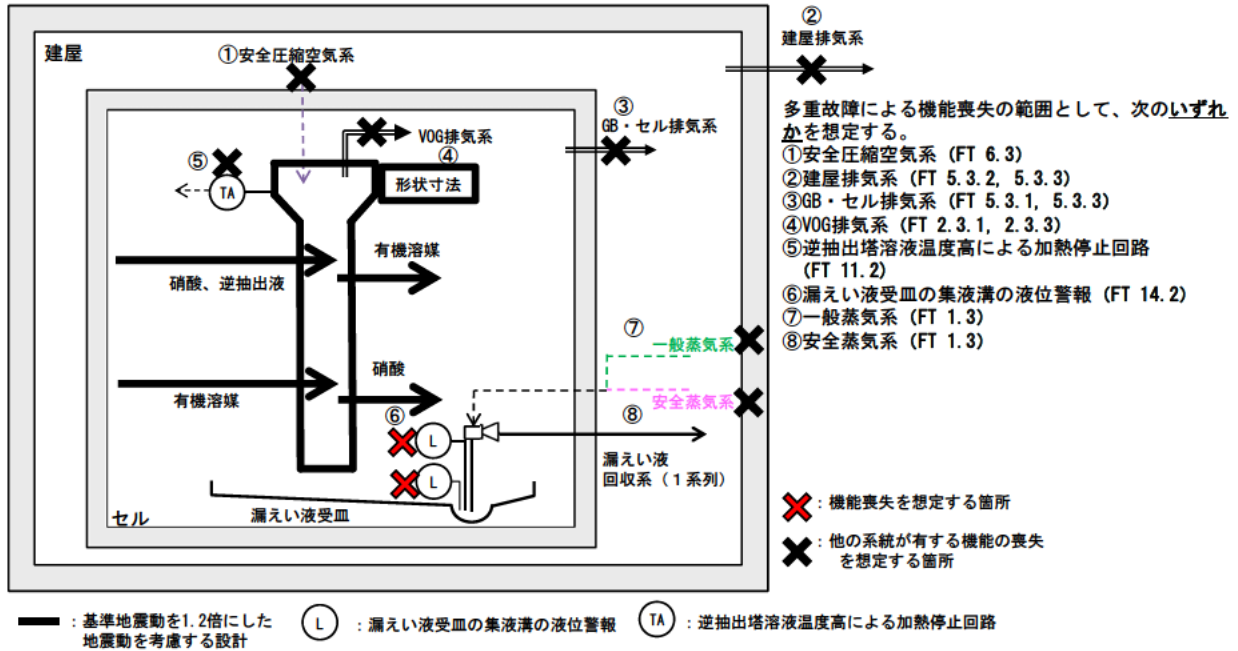 ②
建屋排気系
建屋
①安全圧縮空気系
③
GB・セル排気系
VOG排気系
④
⑤
TA
形状寸法
多重故障による機能喪失の範囲として、次のいずれ
かを想定する。
①安全圧縮空気系 (FT 6.3)
②建屋排気系 (FT 5.3.2, 5.3.3)
③GB・セル排気系 (FT 5.3.1, 5.3.3)
④VOG排気系 (FT 2.3.1, 2.3.3)
⑤逆抽出塔溶液温度高による加熱停止回路
(FT 11.2)
⑥漏えい液受皿の集液溝の液位警報 (FT 14.2)
⑦一般蒸気系 (FT 1.3)
⑧安全蒸気系 (FT 1.3)
有機溶媒
硝酸、逆抽出液
⑦
一般蒸気系
硝酸
有機溶媒
安全蒸気系
⑥
⑧
L
L
漏えい液
回収系（１系列）
漏えい液受皿
セル
：機能喪失を想定する箇所
：他の系統が有する機能の喪失
を想定する箇所
：基準地震動を1.2倍にした
地震動を考慮する設計
L
：漏えい液受皿の集液溝の液位警報
TA
：逆抽出塔溶液温度高による加熱停止回路